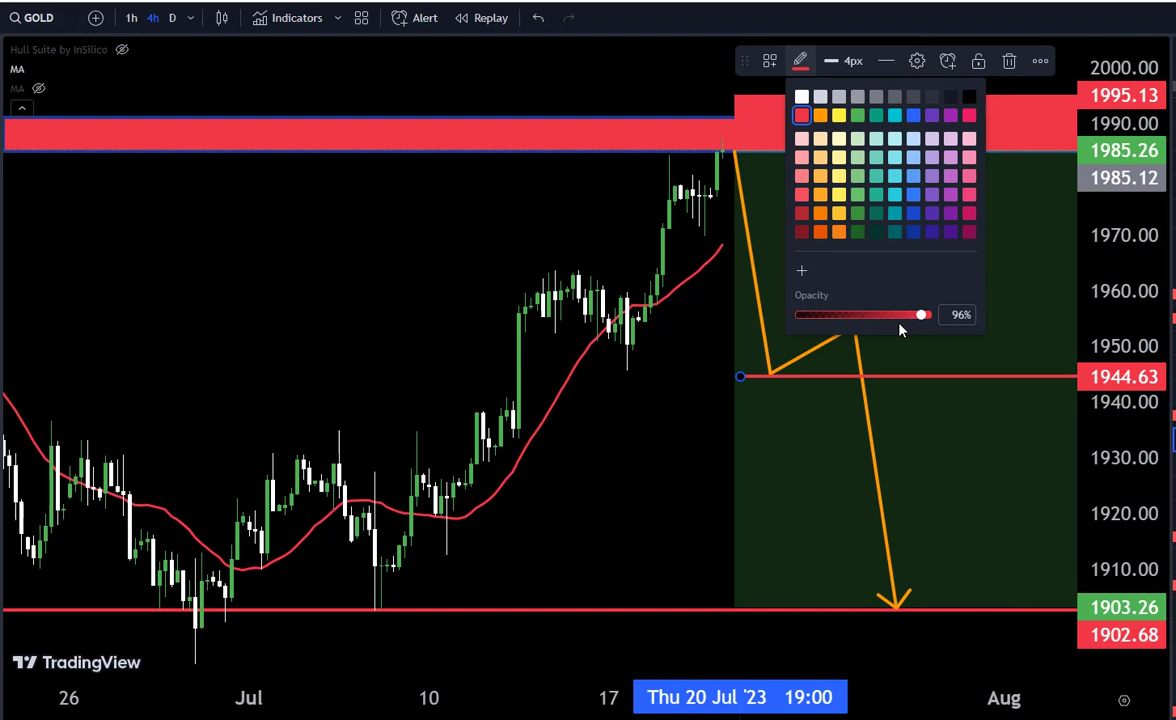 GOLD 1h 4h D Indicators Alert Replay
Hull Suite by InSilico
MA
MA
4px
2000.00
1995.13
1990.00
1985.26
1985.12
1970.00
1960.00
1950.00
1944.63
1940.00
1930.00
1920.00
1910.00
1903.26
1902.68
Opacity
96%
TradingView
26 Jul 10 17 Thu 20 Jul '23 19:00 Aug